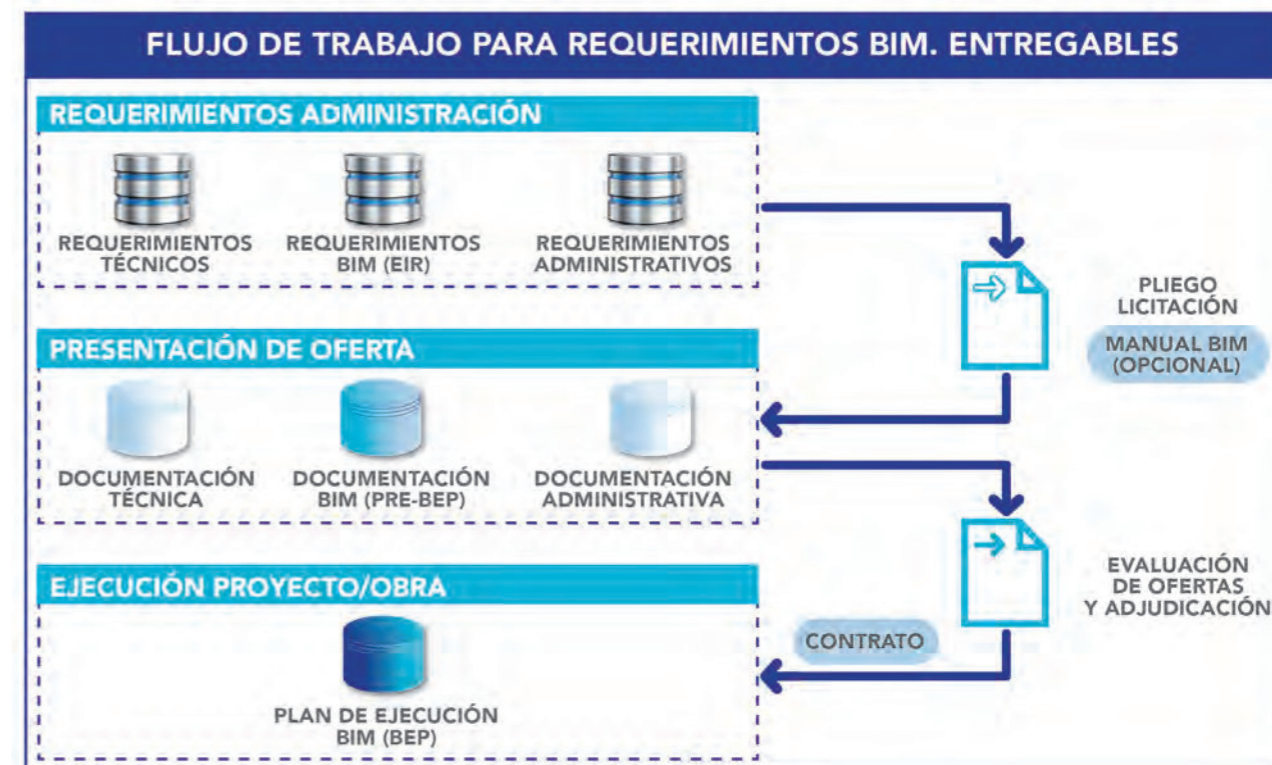 FLUJO DE TRABAJO PARA REQUERIMIENTOS BIM. ENTREGABLES
REQUERIMIENTOS ADMINISTRACIÓN
REQUERIMIENTOS
TÉCNICOS
REQUERIMIENTOS
BIM (EIR)
REQUERIMIENTOS
ADMINISTRATIVOS
PLIEGO
LICITACIÓN
MANUAL BIM
(OPCIONAL)
PRESENTACIÓN DE OFERTA
DOCUMENTACIÓN
TÉCNICA
DOCUMENTACIÓN
BIM (PRE-BEP)
DOCUMENTACIÓN
ADMINISTRATIVA
EVALUACIÓN
DE OFERTAS
Y ADJUDICACIÓN
CONTRATO
EJECUCIÓN PROYECTO/OBRA
PLAN DE EJECUCIÓN
BIM (BEP)